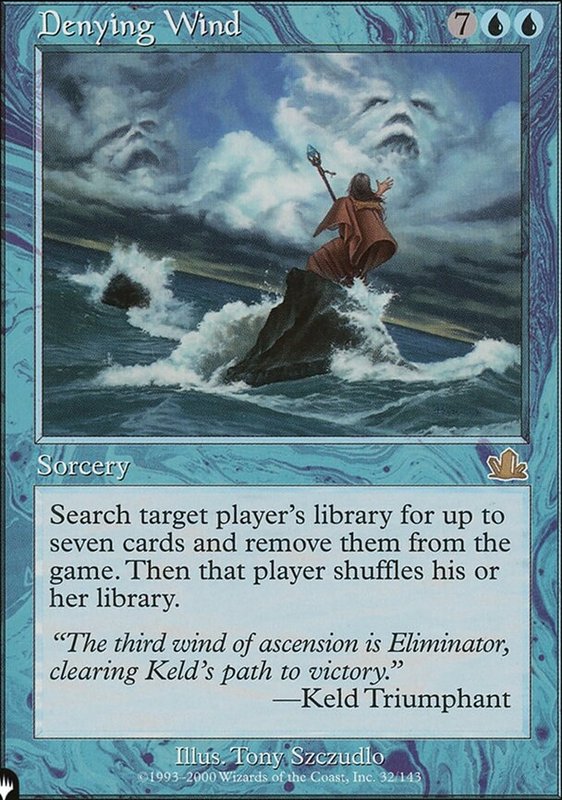 Denying Wind 7
Sorcery
Search target player's library for up to
seven cards and remove them from the
game. Then that player shuffles his or
her library.
"The third wind of ascension is Eliminator,
clearing Keld's path to victory."
—Keld Triumphant
Illus. Tony Szczudlo
©1993-2000 Wizards of the Coast, Inc. 32/143